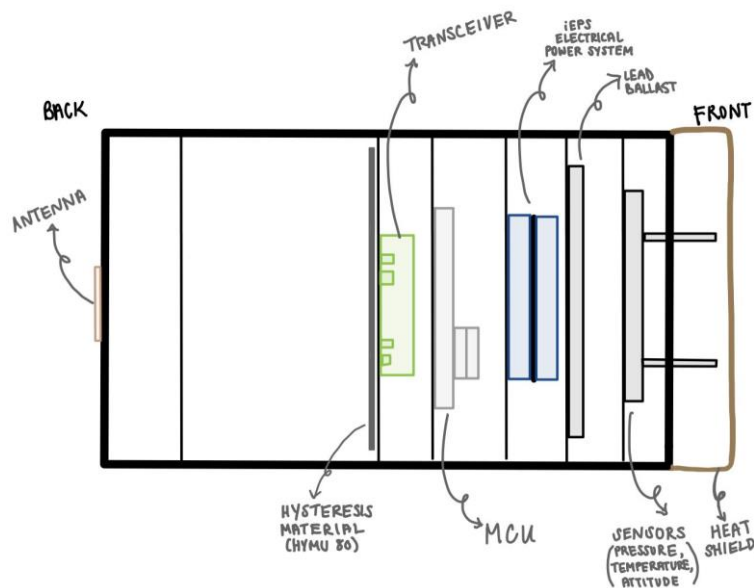 TRANSCEIVER
iEPS
ELECTRICAL
POWER SYSTEM
LEAD
BALLAST
BACK
FRONT
ANTENNA
HYSTERESIS
MATERIAL
(HYMU 80)
MCU
SENSORS
(PRESSURE,
TEMPERATURE,
ATTITUDE
HEAT
SHIELD